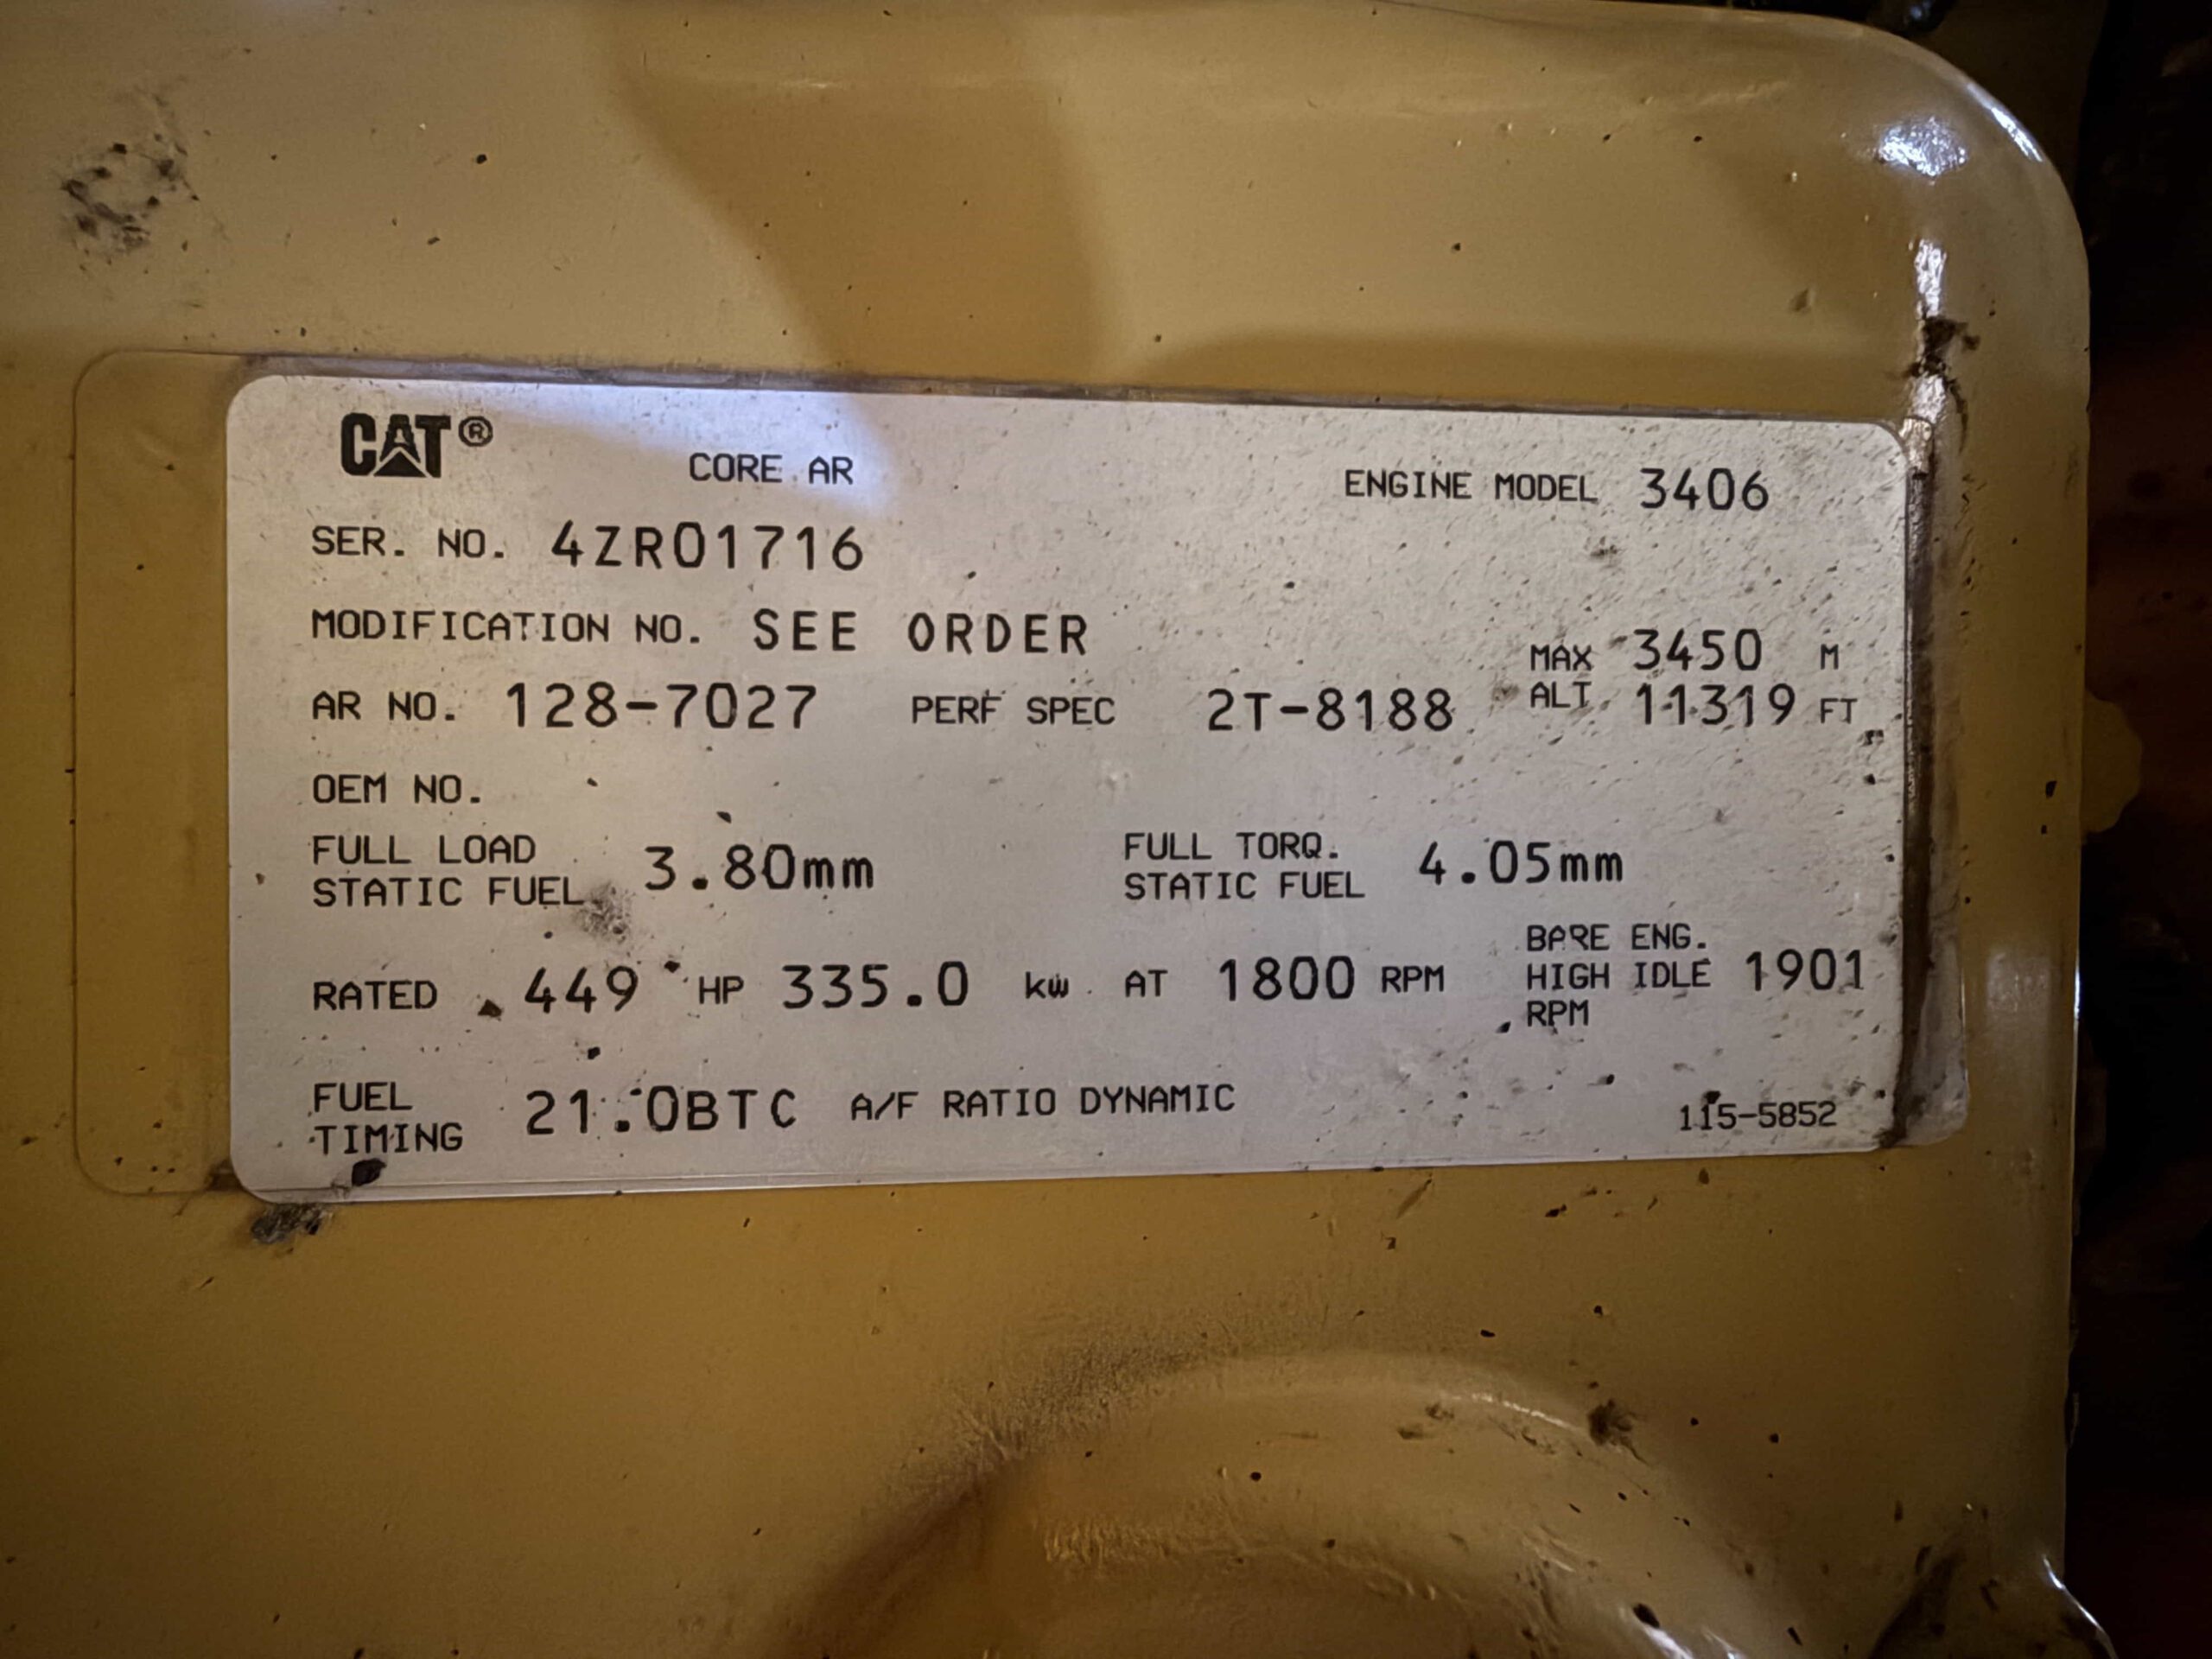 CAT® CORE AR ENGINE MODEL 3406
SER. NO. 4ZR01716
MODIFICATION NO. SEE ORDER
AR NO. 128-7027 PERF SPEC 2T-8188
MAX 3450 M
ALT 11319 FT
OEM NO.
FULL LOAD
STATIC FUEL 3.80mm
FULL TORQ.
STATIC FUEL 4.05mm
RATED 449 HP 335.0 kw AT 1800 RPM
BARE ENG.
HIGH IDLE 1901
RPM
FUEL
TIMING 21.0BTC A/F RATIO DYNAMIC
115-5852